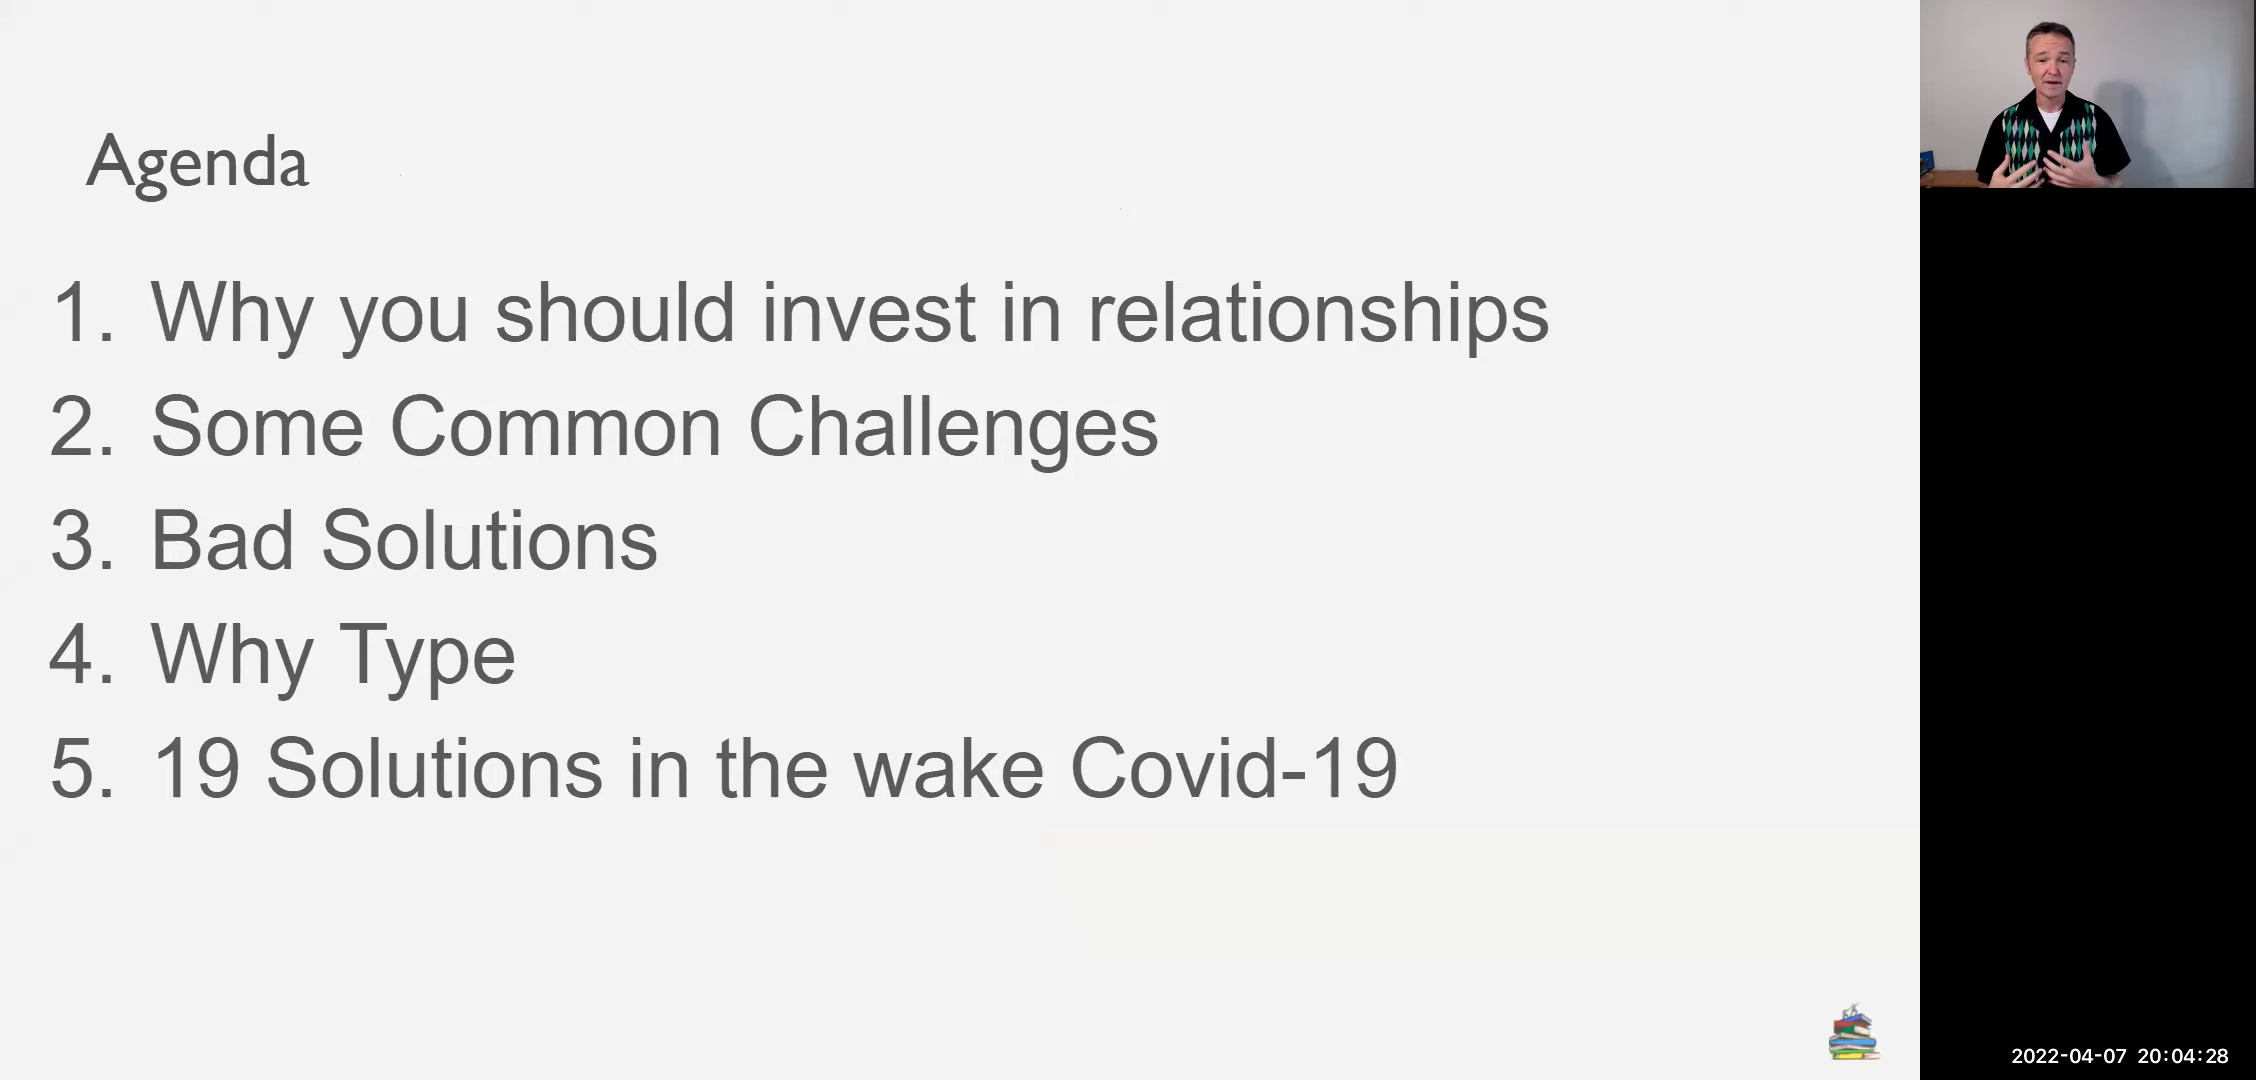 Agenda
1. Why you should invest in relationships
2. Some Common Challenges
3. Bad Solutions
4. Why Type
5. 19 Solutions in the wake Covid-19
2022-04-07 20:04:28